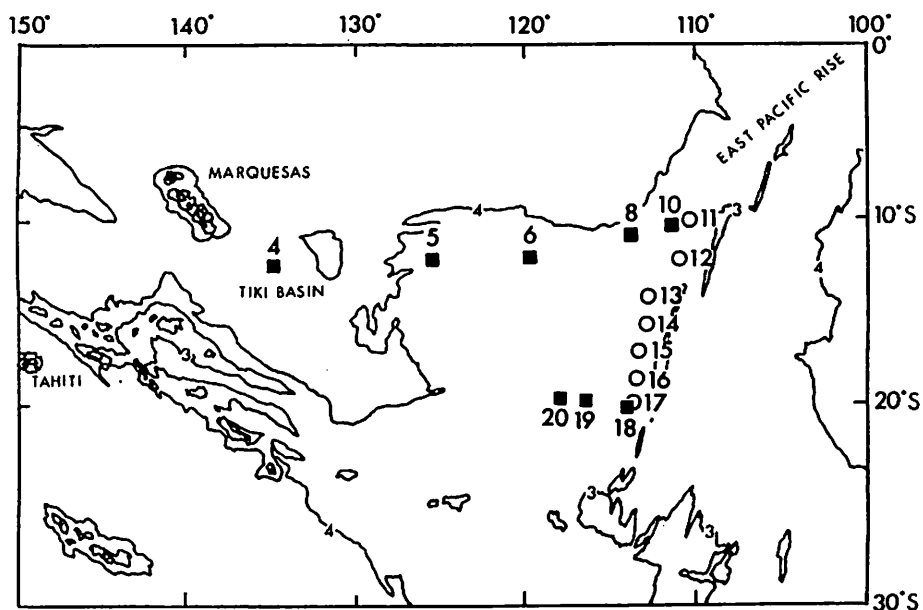 150° 140° 130° 120° 110° 100°
0°
EAST PACIFIC RISE
MARQUESAS
4
8 10
11 3
10°S
4 5 6
12
4
TIKI BASIN
13
14
3
15
TAHITI
16
17
20 19 18
20°S
3
3
4
30°S